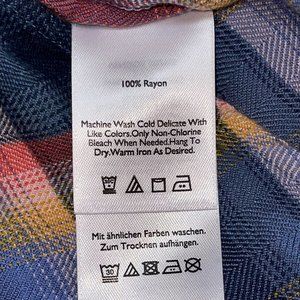 100% Rayon
Machine Wash Cold Delicate With
Like Colors.Only Non-Chlorine
Bleach When Needed.Hang To
Dry.Warm Iron As Desired.
Mit ähnlichen Farben waschen.
Zum Trocknen aufhängen.
30